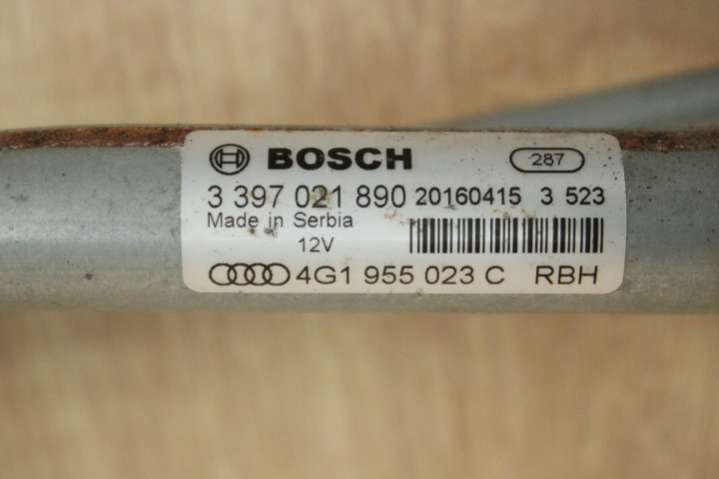 BOSCH 287
3 397 021 890 20160415 3 523
Made in Serbia
12V
4G1 955 023 C RBH